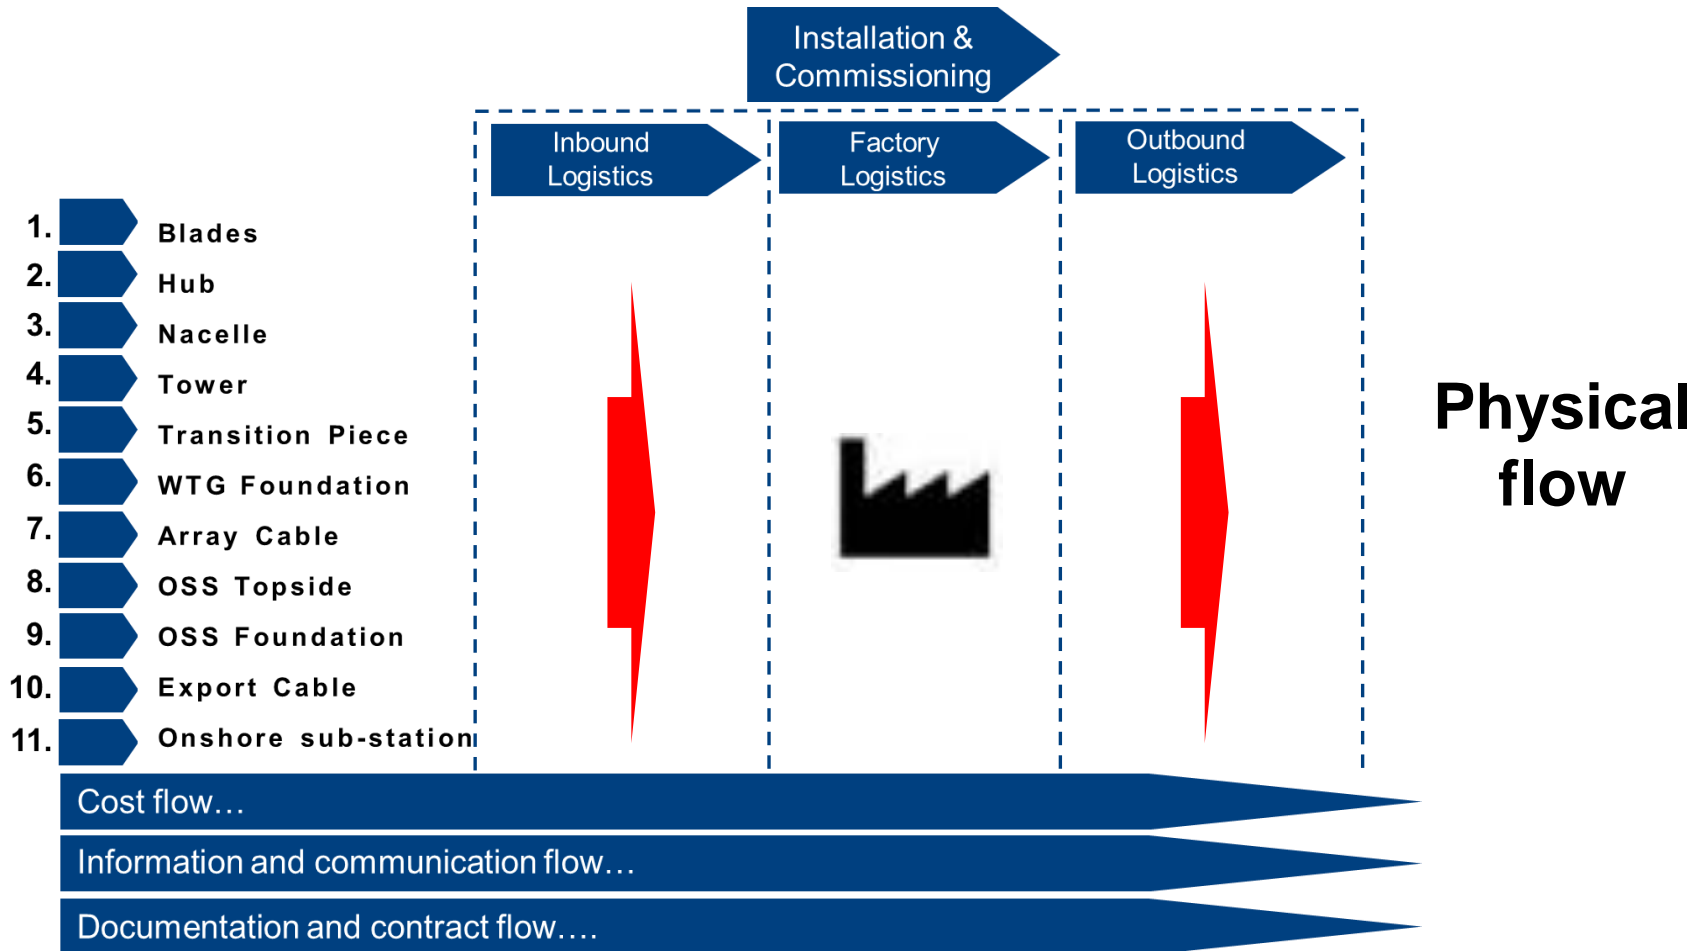 Installation &
Commissioning
Inbound
Logistics
Factory
Logistics
Outbound
Logistics
1. Blades
2. Hub
3. Nacelle
4. Tower
5. Transition Piece
6. WTG Foundation
7. Array Cable
8. OSS Topside
9. OSS Foundation
10. Export Cable
11. Onshore sub-station
Physical
flow
Cost flow…
Information and communication flow…
Documentation and contract flow….